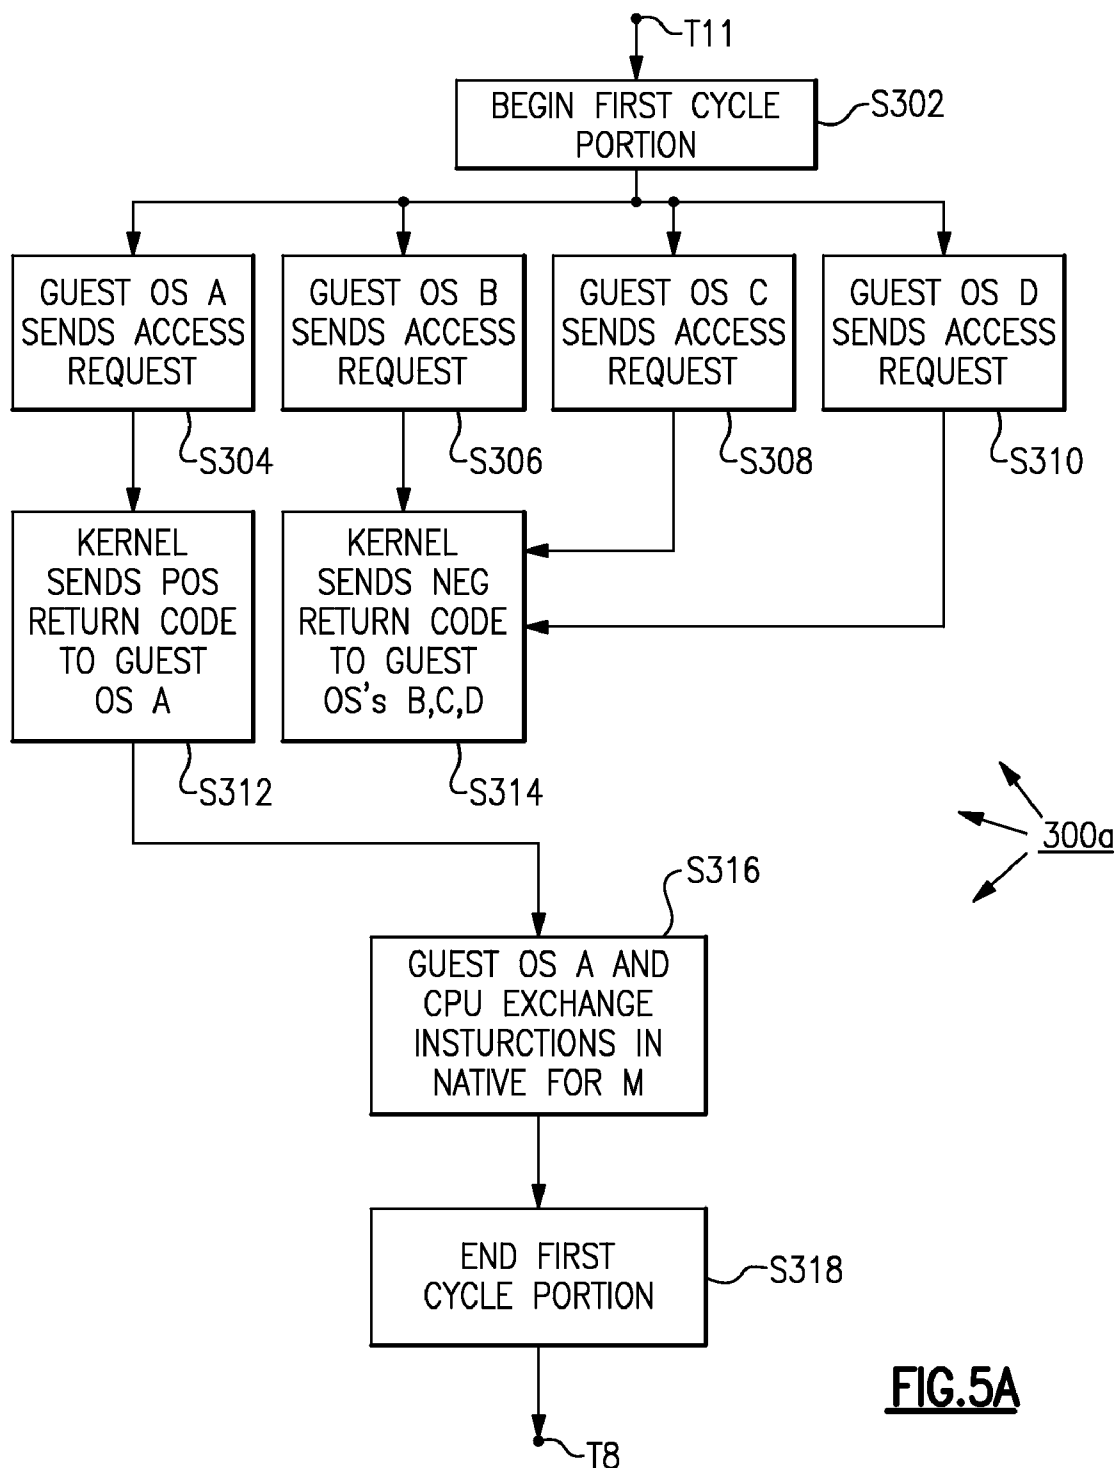 T11
BEGIN FIRST CYCLE
PORTION
S302
GUEST OS A
SENDS ACCESS
REQUEST
S304
GUEST OS B
SENDS ACCESS
REQUEST
S306
GUEST OS C
SENDS ACCESS
REQUEST
S308
GUEST OS D
SENDS ACCESS
REQUEST
S310
KERNEL
SENDS POS
RETURN CODE
TO GUEST
OS A
S312
KERNEL
SENDS NEG
RETURN CODE
TO GUEST
OS's B,C,D
S314
300a
S316
GUEST OS A AND
CPU EXCHANGE
INSTURCTIONS IN
NATIVE FOR M
END FIRST
CYCLE PORTION
S318
T8
FIG.5A